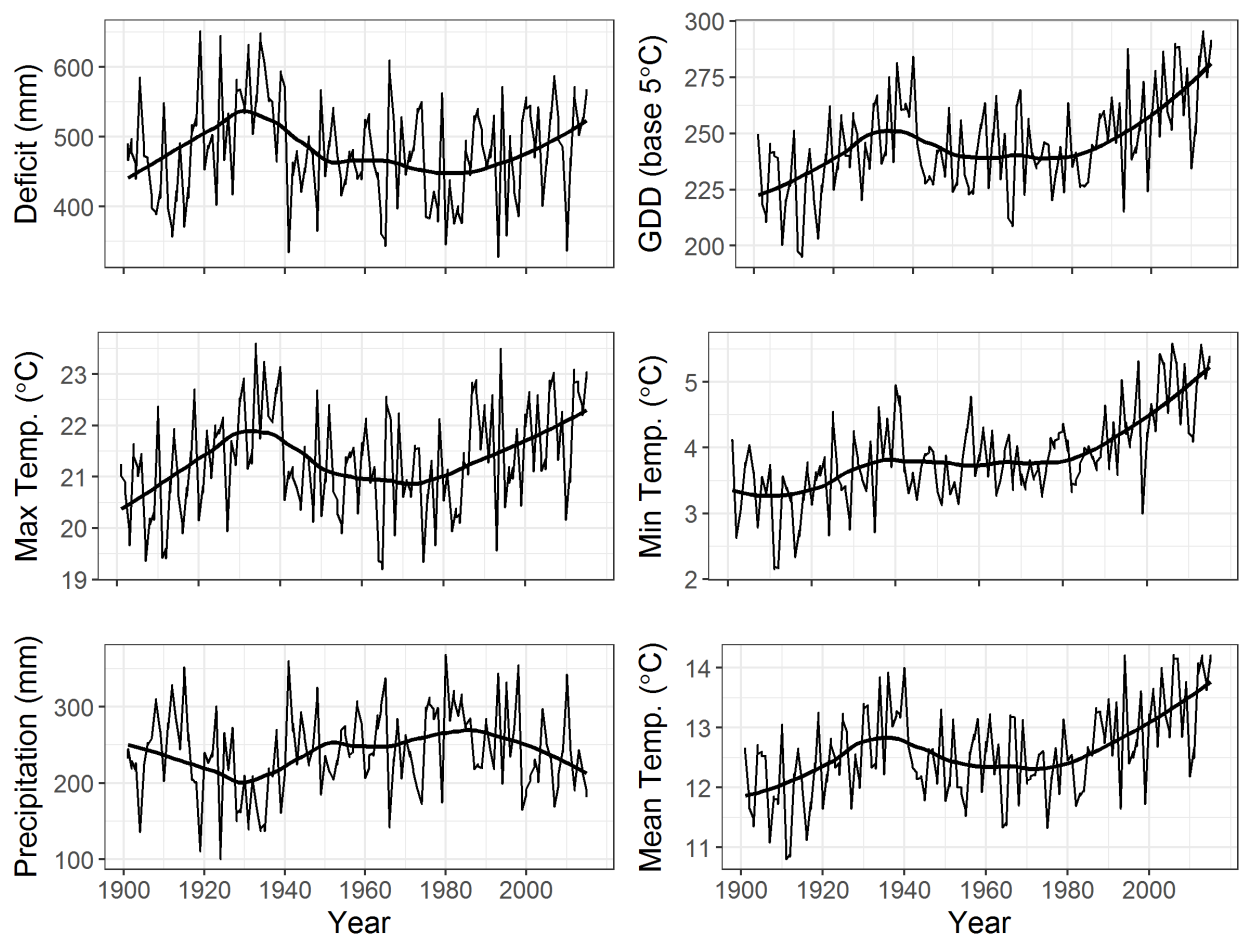 Deficit (mm)
600
500
400
GDD (base 5°C)
300
275
250
225
200
Max Temp. (°C)
23
22
21
20
19
Min Temp. (°C)
5
4
3
2
Precipitation (mm)
300
200
100
1900 1920 1940 1960 1980 2000
Year
Mean Temp. (°C)
14
13
12
11
1900 1920 1940 1960 1980 2000
Year